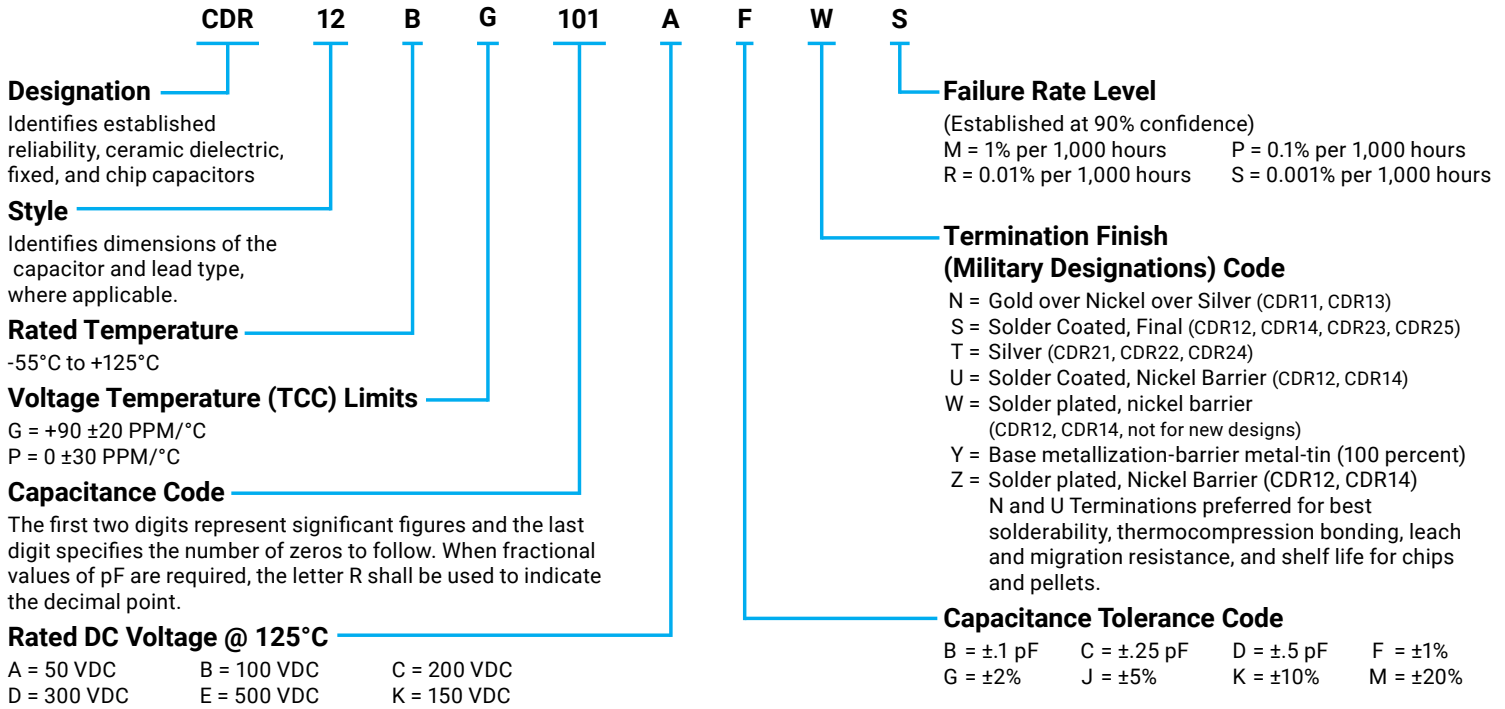 CDR 12 B G 101 A F W S
Designation
Identifies established
reliability, ceramic dielectric,
fixed, and chip capacitors
Style
Identifies dimensions of the
capacitor and lead type,
where applicable.
Rated Temperature
-55°C to +125°C
Voltage Temperature (TCC) Limits
G = +90 ±20 PPM/°C
P = 0 ±30 PPM/°C
Capacitance Code
The first two digits represent significant figures and the last
digit specifies the number of zeros to follow. When fractional
values of pF are required, the letter R shall be used to indicate
the decimal point.
Rated DC Voltage @ 125°C
A = 50 VDC B = 100 VDC C = 200 VDC
D = 300 VDC E = 500 VDC K = 150 VDC
Failure Rate Level
(Established at 90% confidence)
M = 1% per 1,000 hours P = 0.1% per 1,000 hours
R = 0.01% per 1,000 hours S = 0.001% per 1,000 hours
Termination Finish
(Military Designations) Code
N = Gold over Nickel over Silver (CDR11, CDR13)
S = Solder Coated, Final (CDR12, CDR14, CDR23, CDR25)
T = Silver (CDR21, CDR22, CDR24)
U = Solder Coated, Nickel Barrier (CDR12, CDR14)
W = Solder plated, nickel barrier
(CDR12, CDR14, not for new designs)
Y = Base metallization-barrier metal-tin (100 percent)
Z = Solder plated, Nickel Barrier (CDR12, CDR14)
N and U Terminations preferred for best
solderability, thermocompression bonding, leach
and migration resistance, and shelf life for chips
and pellets.
Capacitance Tolerance Code
B = ±.1 pF C = ±.25 pF D = ±.5 pF F = ±1%
G = ±2% J = ±5% K = ±10% M = ±20%